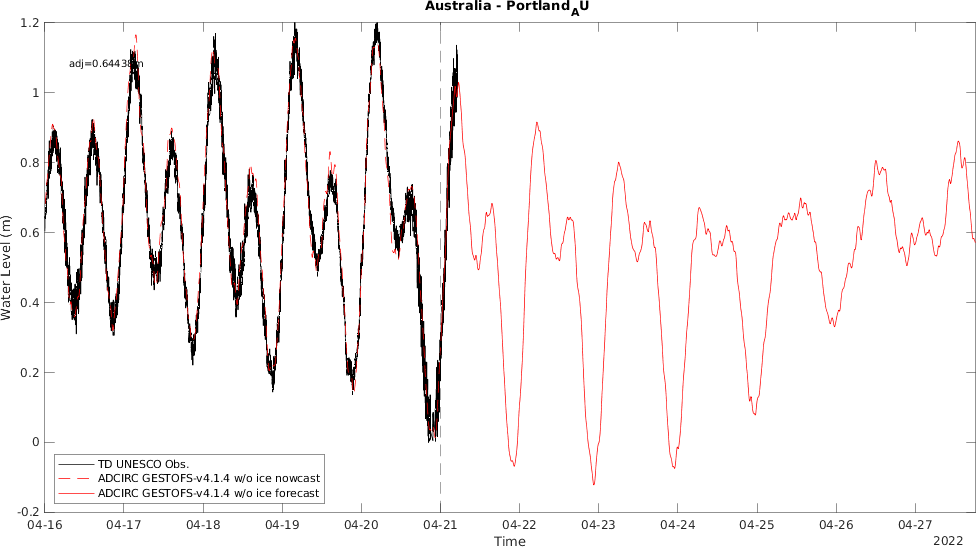 Australia - Portland_AU
1.2
adj=0.64438m
1
0.8
0.6
0.4
0.2
0
-0.2
Water Level (m)
TD UNESCO Obs.
ADCIRC GESTOFS-v4.1.4 w/o ice nowcast
ADCIRC GESTOFS-v4.1.4 w/o ice forecast
04-16 04-17 04-18 04-19 04-20 04-21 04-22 04-23 04-24 04-25 04-26 04-27
Time
2022